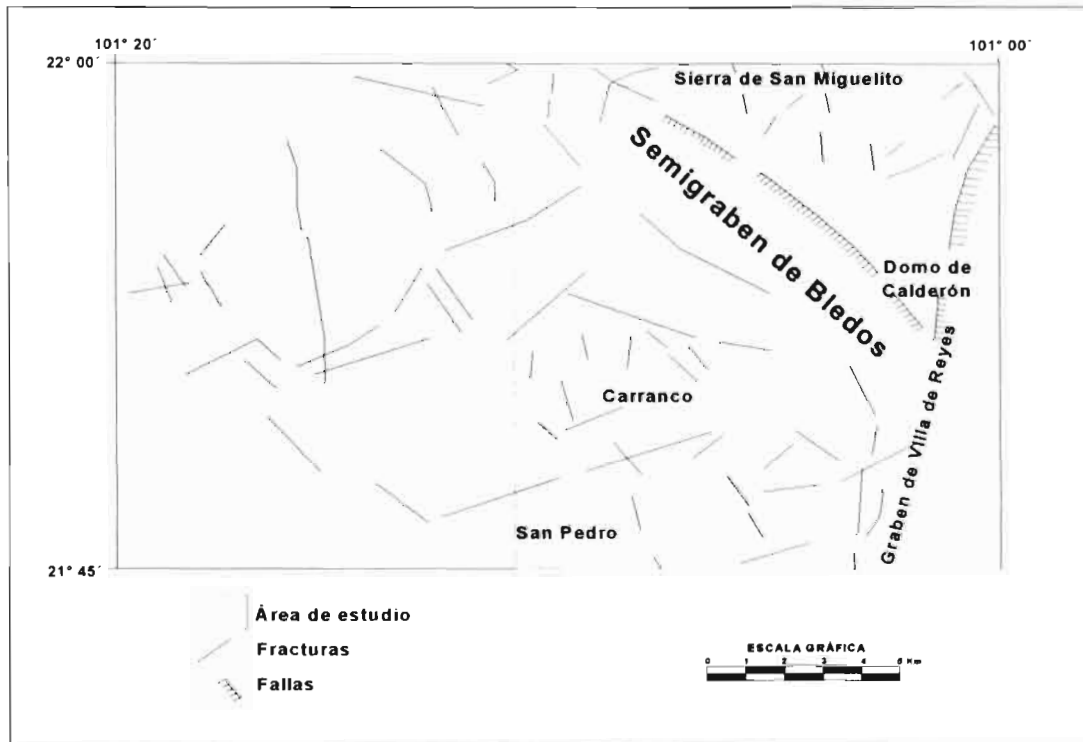 101° 20´
101° 00´
22° 00´
Sierra de San Miguelito
Semigraben de Bledos
Domo de
Calderón
Graben de Villa de Reyes
Carranco
San Pedro
21° 45´
Área de estudio
Fracturas
Fallas
ESCALA GRÁFICA
0 1 2 3 4 5 Km